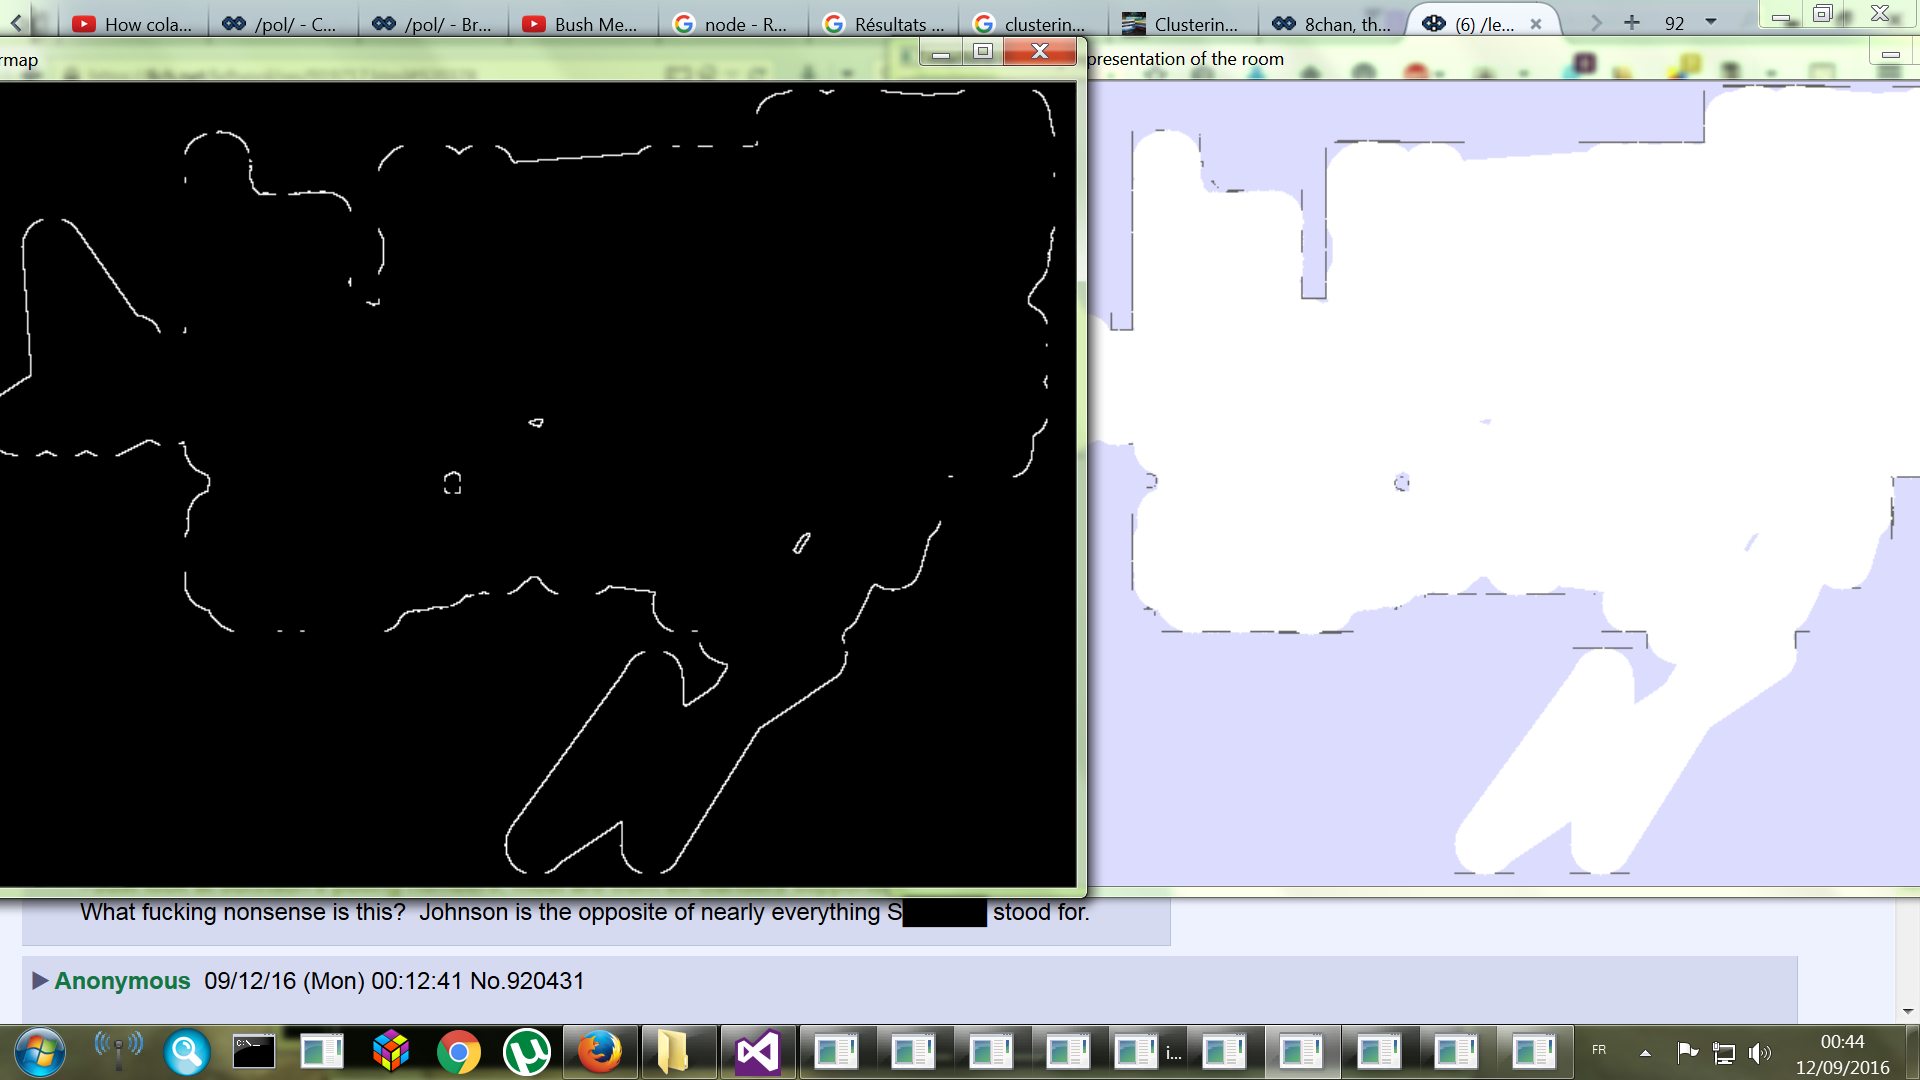 How cola...
/pol/ - C...
/pol/ - Br...
Bush Me...
node - R...
Résultats ...
clusterin...
Clusterin...
8chan, th...
(6) /le...
92
rmap
presentation of the room
What fucking nonsense is this?  Johnson is the opposite of nearly everything S
stood for.
Anonymous  09/12/16 (Mon) 00:12:41 No.920431
i...
FR
00:44
12/09/2016